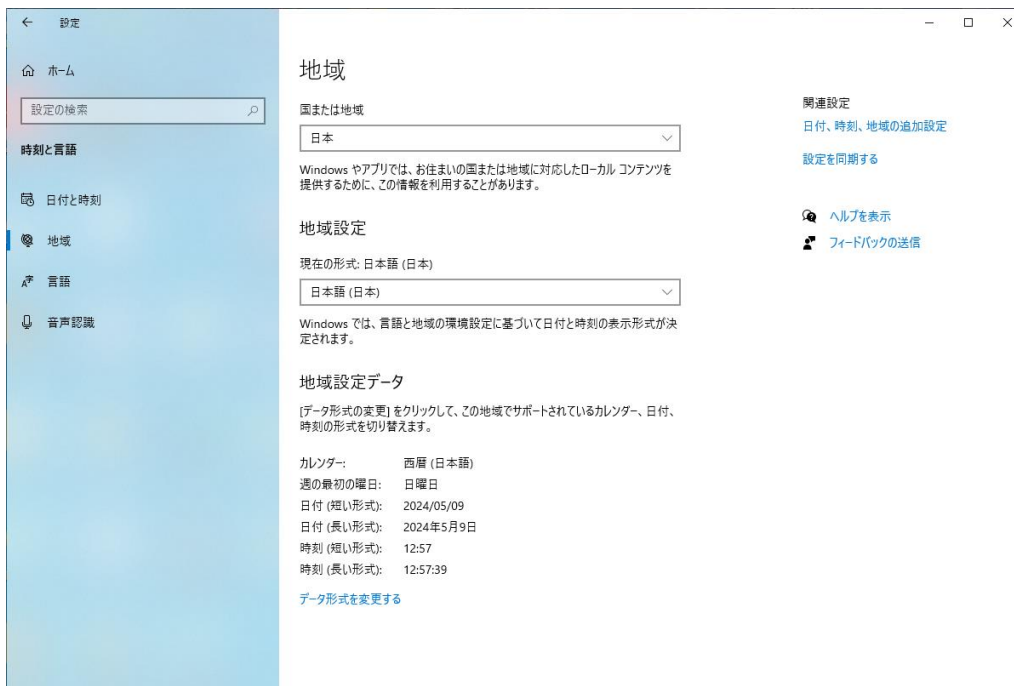 設定
ホーム
設定の検索
時刻と言語
日付と時刻
地域
言語
音声認識
地域
国または地域
日本
Windows やアプリでは、お住まいの国または地域に対応したローカル コンテンツを
提供するために、この情報を利用することがあります。
地域設定
現在の形式: 日本語 (日本)
日本語 (日本)
Windows では、言語と地域の環境設定に基づいて日付と時刻の表示形式が決
定されます。
地域設定データ
[データ形式の変更] をクリックして、この地域でサポートされているカレンダー、日付、
時刻の形式を切り替えます。
カレンダー: 西暦 (日本語)
週の最初の曜日: 日曜日
日付 (短い形式): 2024/05/09
日付 (長い形式): 2024年5月9日
時刻 (短い形式): 12:57
時刻 (長い形式): 12:57:39
データ形式を変更する
関連設定
日付、時刻、地域の追加設定
設定を同期する
ヘルプを表示
フィードバックの送信